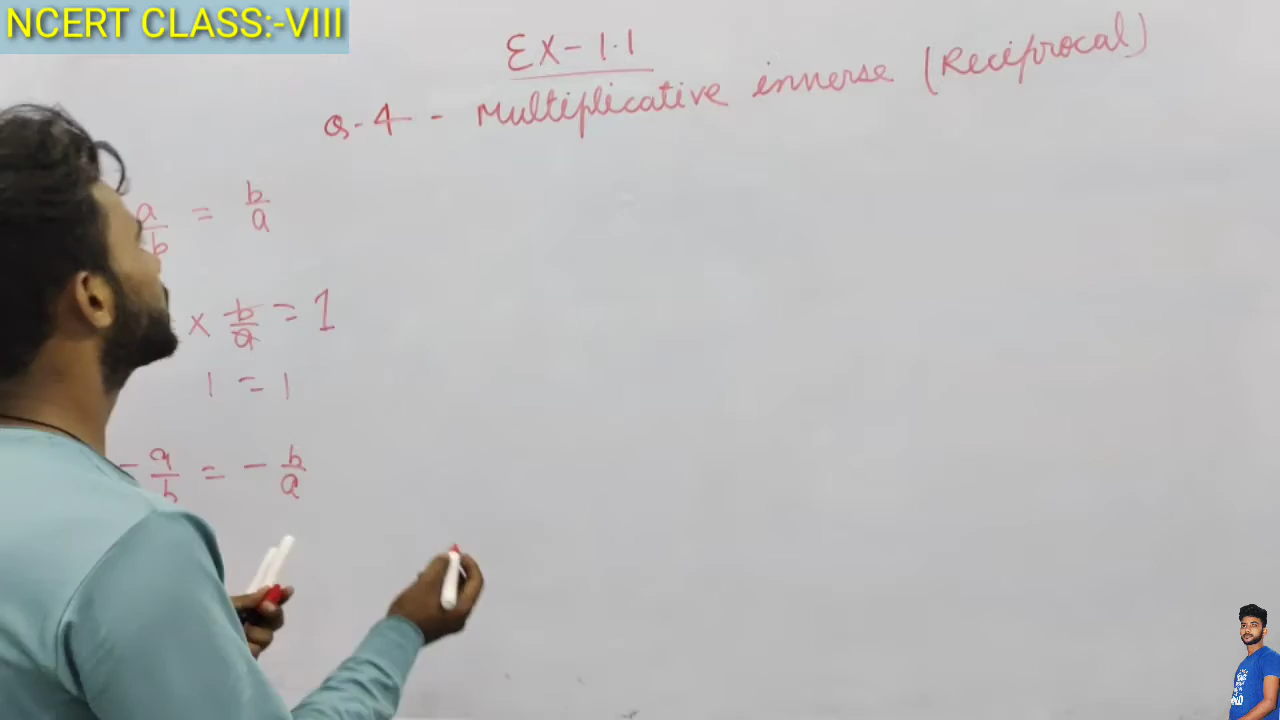 NCERT CLASS:-VIII
Ex-1.1
Q.4 - Multiplicative inverse (Reciprocal)
a/b = b/a
× b/a = 1
1 = 1
- a/b = - b/a